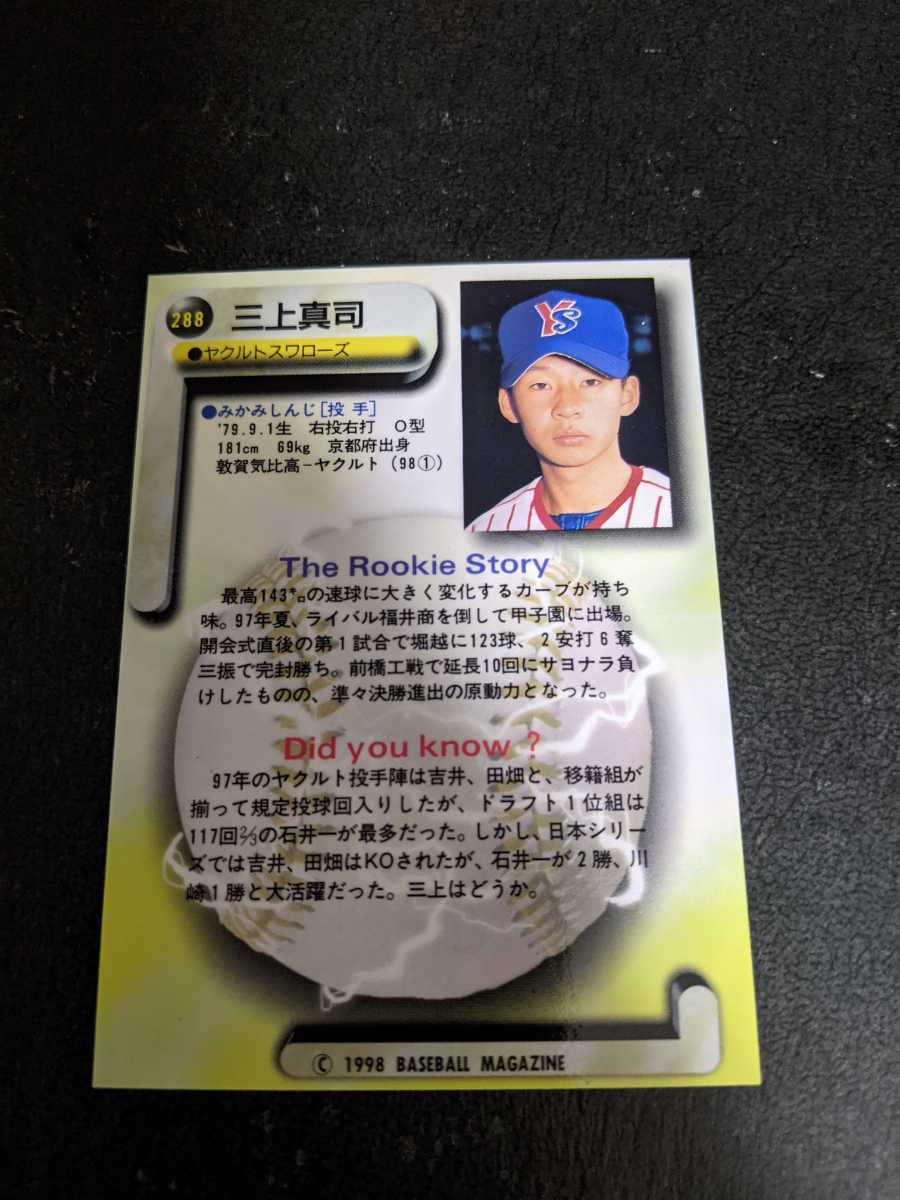 288 三上真司
●ヤクルトスワローズ
YS
●みかみしんじ[投手]
'79.9.1生 右投右打 O型
181cm 69kg 京都府出身
敦賀気比高−ヤクルト(98①)
The Rookie Story
最高143㌔の速球に大きく変化するカーブが持ち
味。97年夏、ライバル福井商を倒して甲子園に出場。
開会式直後の第1試合で堀越に123球、2安打6奪
三振で完封勝ち。前橋工戦で延長10回にサヨナラ負
けしたものの、準々決勝進出の原動力となった。
Did you know ?
97年のヤクルト投手陣は吉井、田畑と、移籍組が
揃って規定投球回入りしたが、ドラフト1位組は
117回2/3の石井一が最多だった。しかし、日本シリー
ズでは吉井、田畑はKOされたが、石井一が2勝、川
崎1勝と大活躍だった。三上はどうか。
© 1998 BASEBALL MAGAZINE